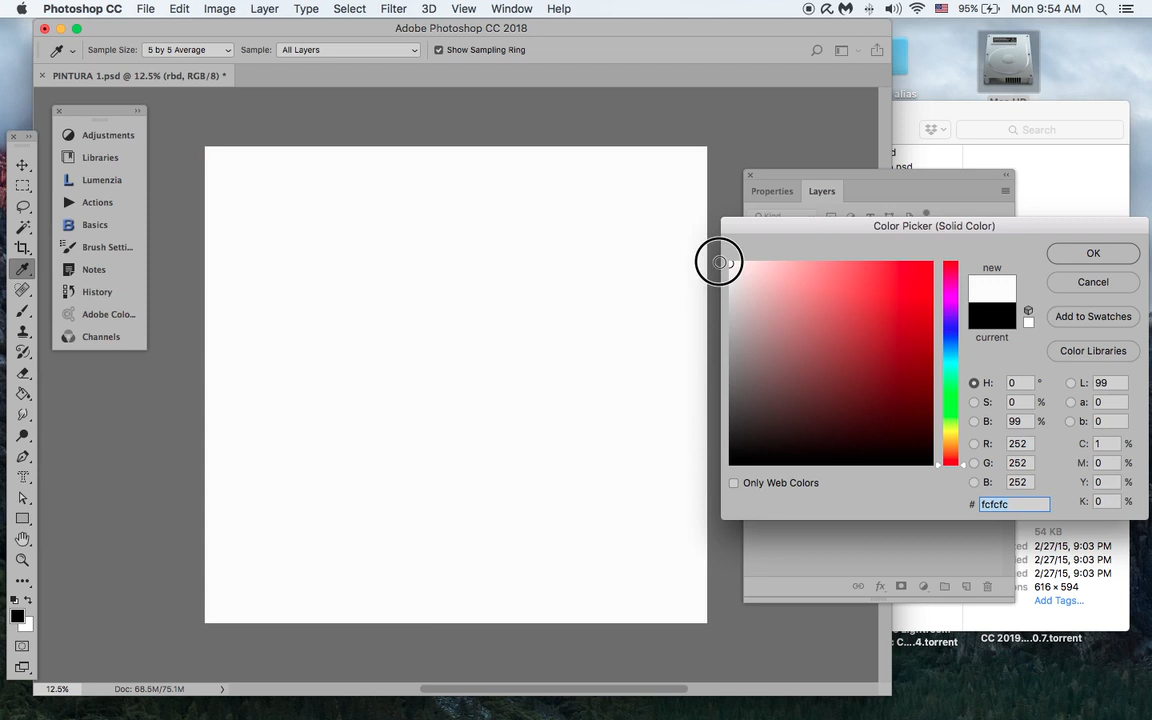 Photoshop CC File Edit Image Layer Type Select Filter 3D View Window Help 95% Mon 9:54 AM
Adobe Photoshop CC 2018
Sample Size: 5 by 5 Average Sample: All Layers Show Sampling Ring
PINTURA 1.psd @ 12.5% (rbd, RGB/8) *
alias
Search
Adjustments
Libraries
Lumenzia
Actions
Basics
Brush Setti...
Notes
History
Adobe Colo...
Channels
Properties Layers
Color Picker (Solid Color)
new
current
OK
Cancel
Add to Swatches
Color Libraries
H: 0 ° L: 99
S: 0 % a: 0
B: 99 % b: 0
R: 252 C: 1 %
G: 252 M: 0 %
B: 252 Y: 0 %
# fcfcfc K: 0 %
Only Web Colors
54 KB
2/27/15, 9:03 PM
2/27/15, 9:03 PM
2/27/15, 9:03 PM
616 × 594
Add Tags...
C....4.torrent CC 2019....0.7.torrent
12.5% Doc: 68.5M/75.1M